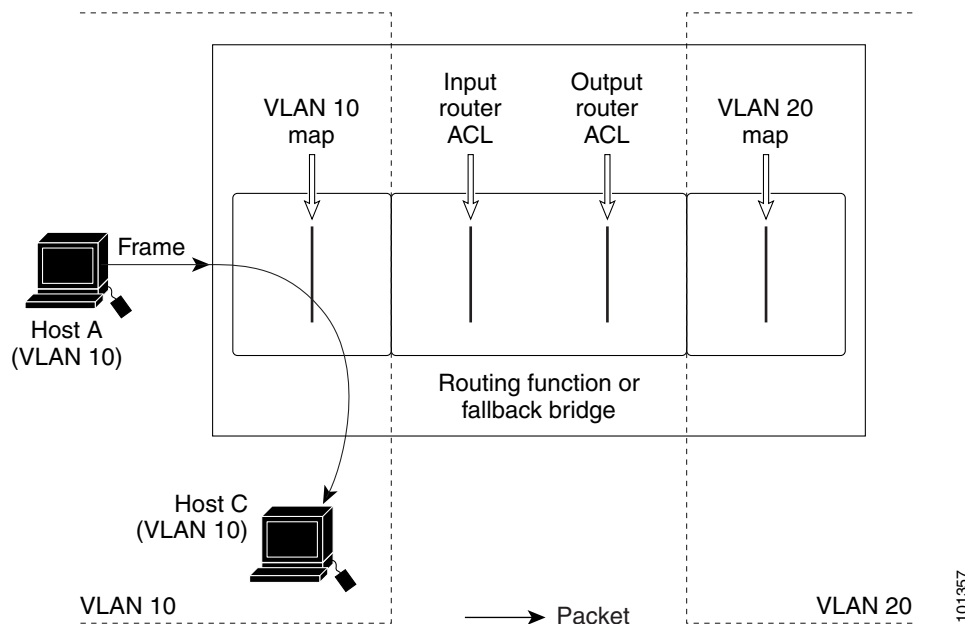 VLAN 10
map
Input
router
ACL
Output
router
ACL
VLAN 20
map
Frame
Host A
(VLAN 10)
Routing function or
fallback bridge
Host C
(VLAN 10)
VLAN 10
Packet
VLAN 20
101357